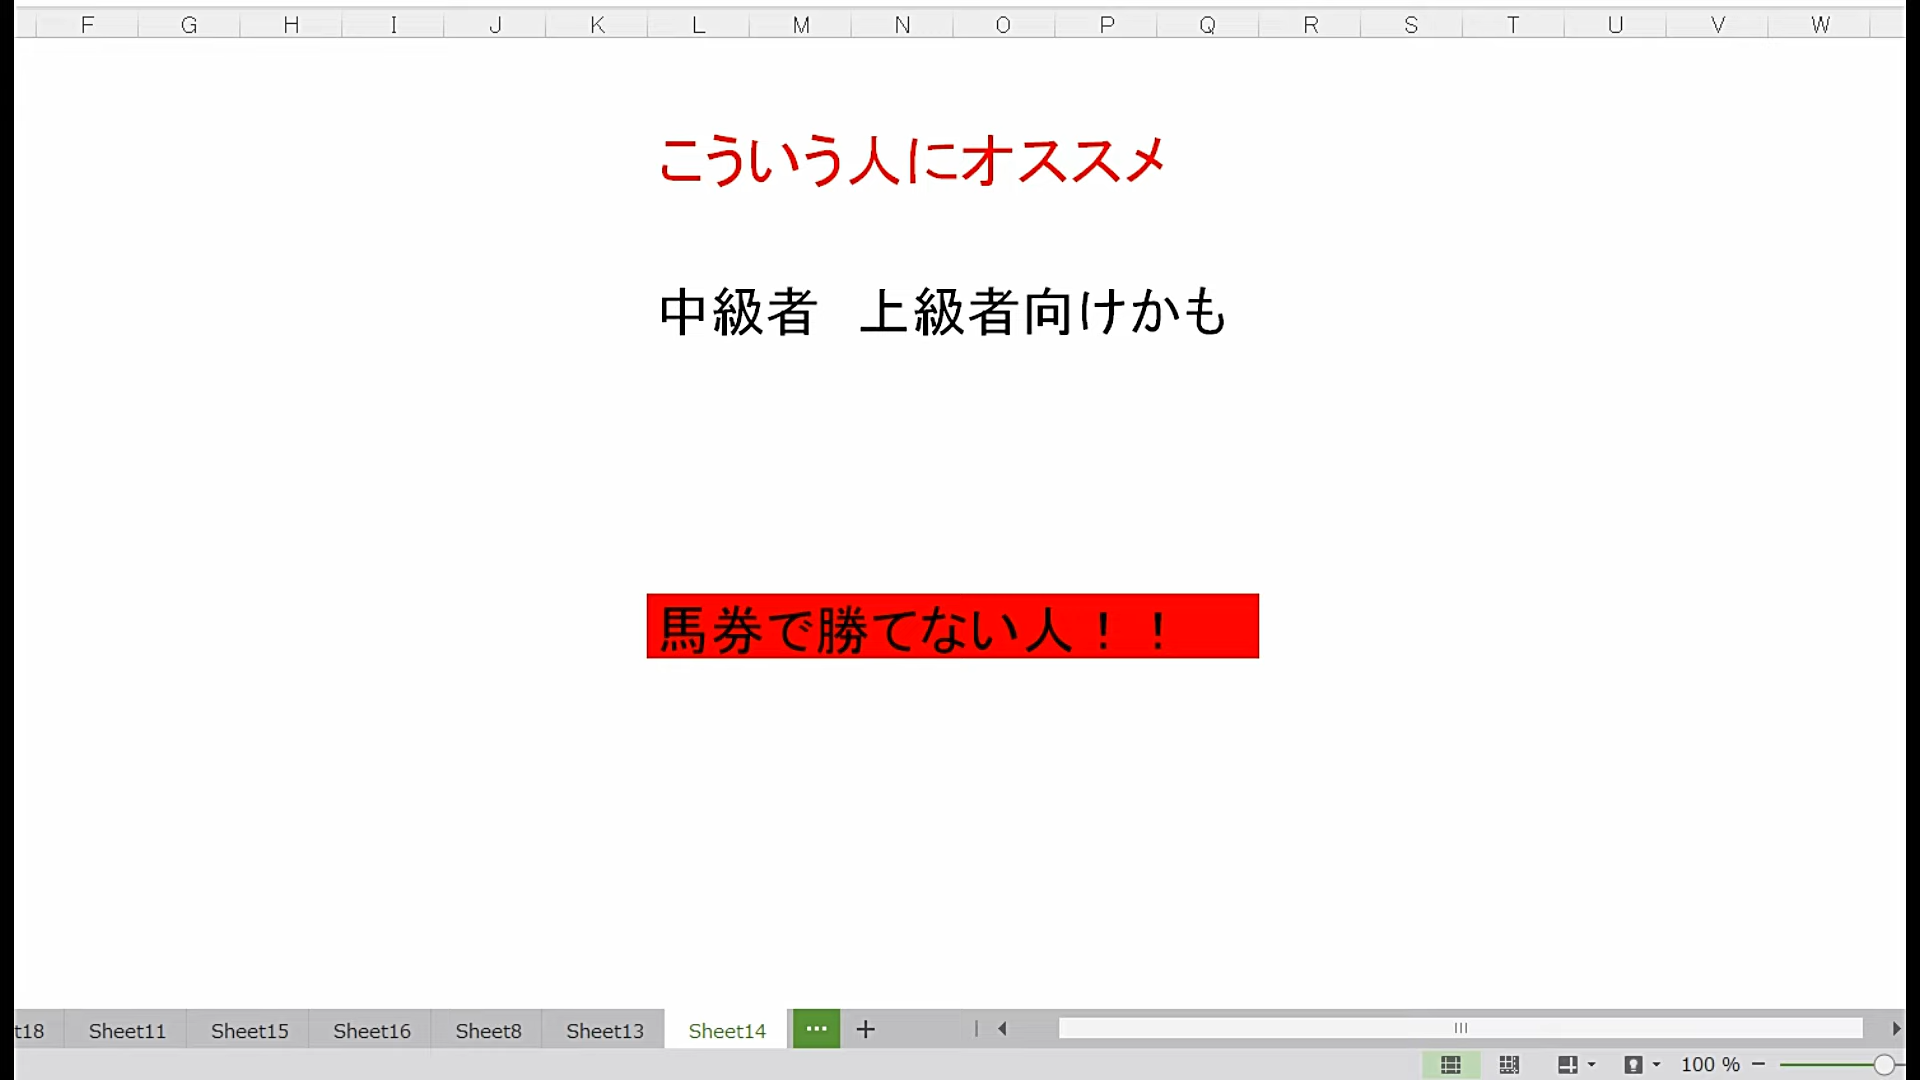 F G H I J K L M N O P Q R S T U V W
こういう人にオススメ
中級者　上級者向けかも
馬券で勝てない人！！
t18 Sheet11 Sheet15 Sheet16 Sheet8 Sheet13 Sheet14 ... +
100 %